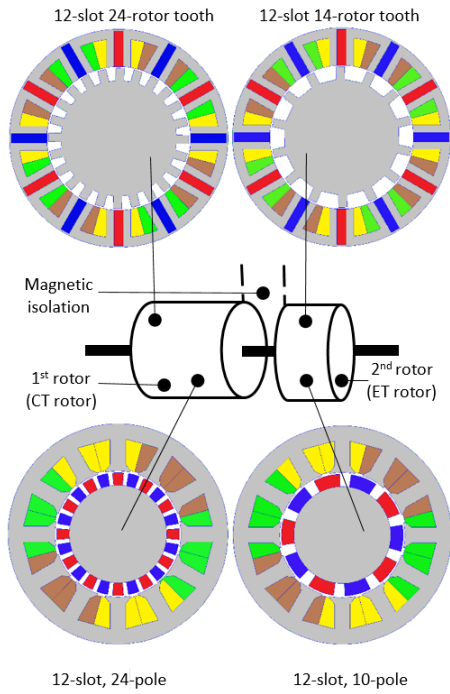 12-slot 24-rotor tooth
12-slot 14-rotor tooth
Magnetic
isolation
1st rotor
(CT rotor)
2nd rotor
(ET rotor)
12-slot, 24-pole
12-slot, 10-pole